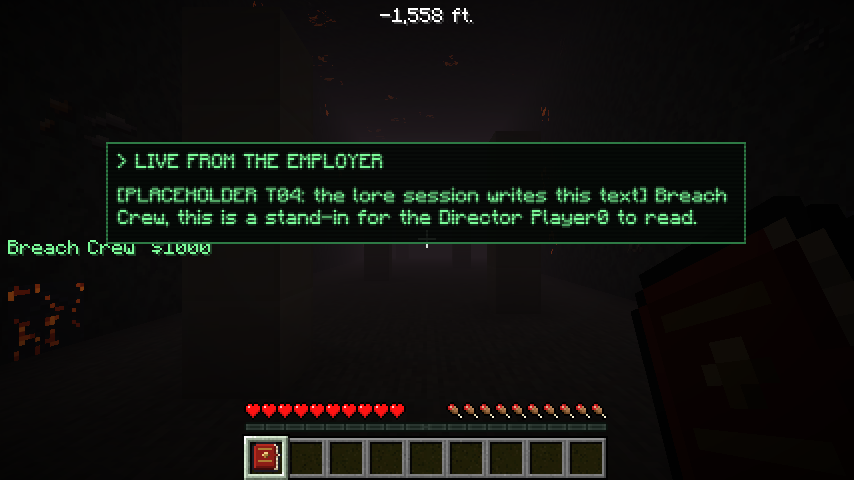 -1,558 ft.
> LIVE FROM THE EMPLOYER
[PLACEHOLDER T04: the lore session writes this text] Breach
Crew, this is a stand-in for the Director Player0 to read.
Breach Crew $1000